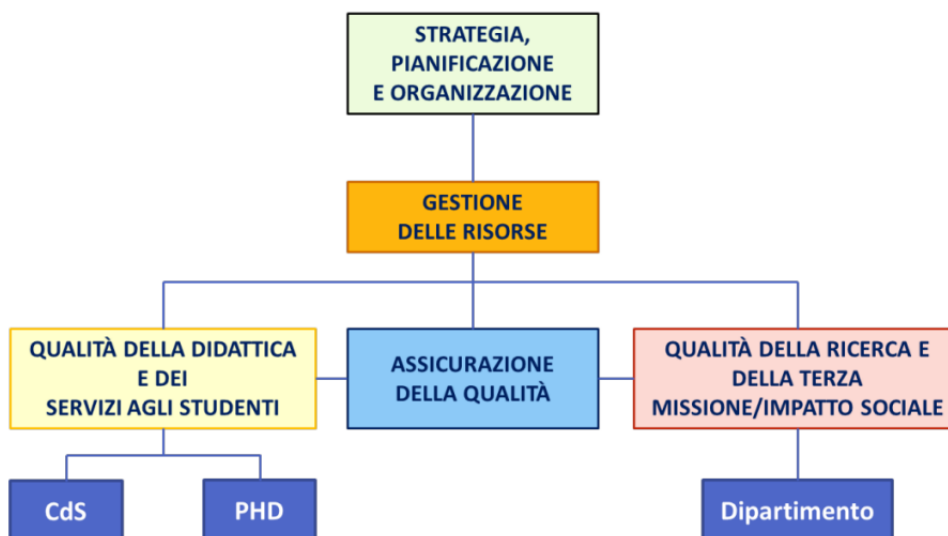 STRATEGIA,
PIANIFICAZIONE
E ORGANIZZAZIONE
GESTIONE
DELLE RISORSE
QUALITÀ DELLA DIDATTICA
E DEI
SERVIZI AGLI STUDENTI
ASSICURAZIONE
DELLA QUALITÀ
QUALITÀ DELLA RICERCA E
DELLA TERZA
MISSIONE/IMPATTO SOCIALE
CdS
PHD
Dipartimento